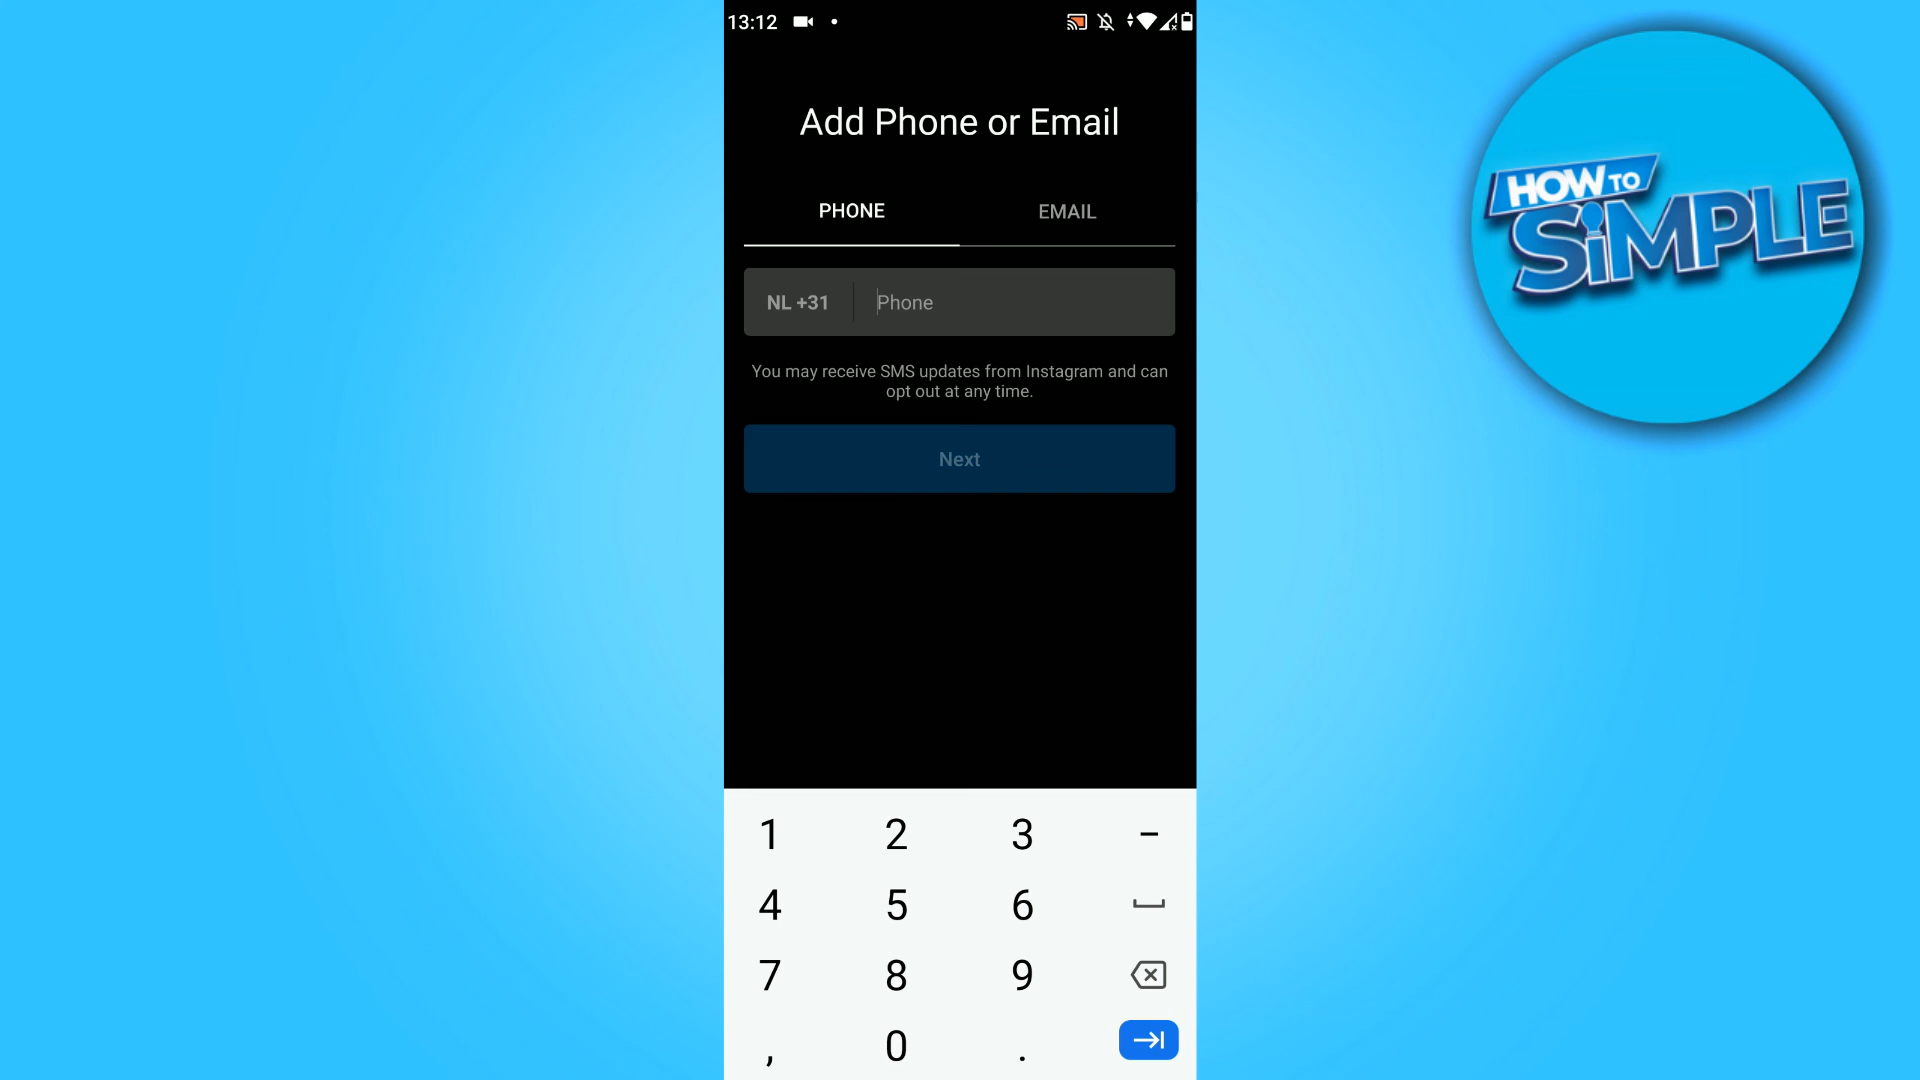 13:12
Add Phone or Email
PHONE
EMAIL
NL +31
Phone
You may receive SMS updates from Instagram and can
opt out at any time.
Next
1 2 3 -
4 5 6
7 8 9
, 0 .
HOW TO
SiMPLE